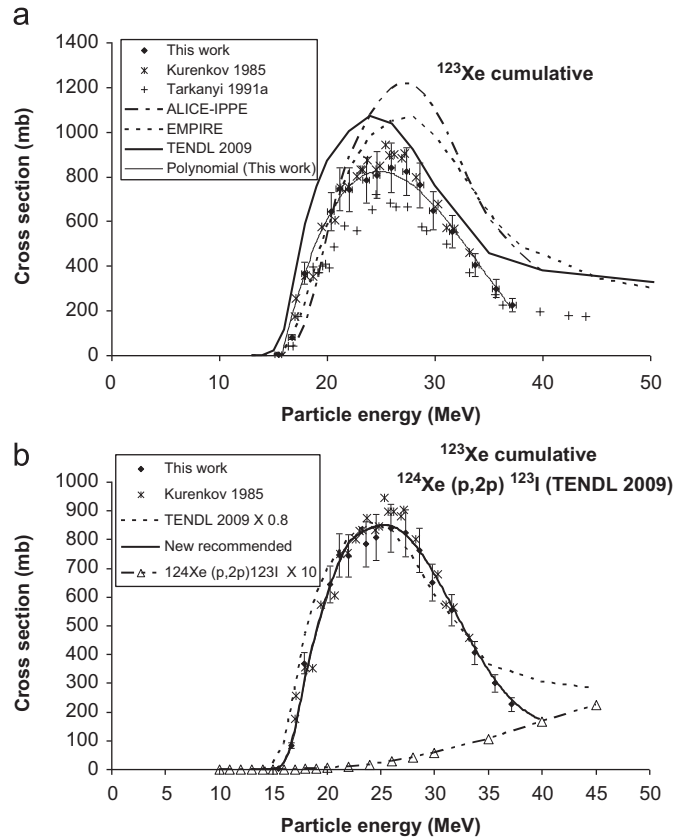 a
1400
1200
1000
800
600
400
200
0
Cross section (mb)
This work
Kurenkov 1985
Tarkanyi 1991a
ALICE-IPPE
EMPIRE
TENDL 2009
Polynomial (This work)
¹²³Xe cumulative
0 10 20 30 40 50
Particle energy (MeV)
b
¹²³Xe cumulative
¹²⁴Xe (p,2p) ¹²³I (TENDL 2009)
1000
900
800
700
600
500
400
300
200
100
0
Cross section (mb)
This work
Kurenkov 1985
TENDL 2009 X 0.8
New recommended
124Xe (p,2p)123I X 10
0 5 10 15 20 25 30 35 40 45 50
Particle energy (MeV)